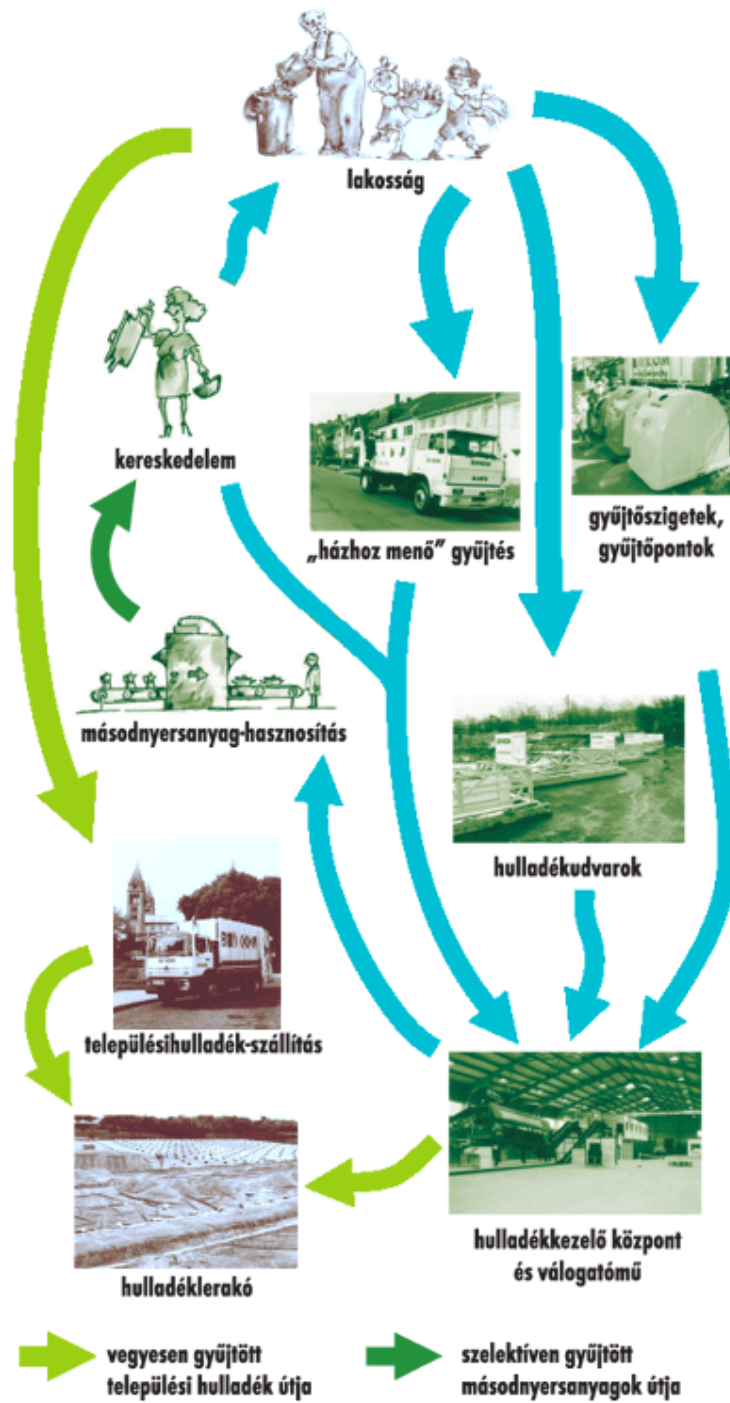 lakosság
kereskedelem
„házhoz menő” gyűjtés
gyűjtőszigetek,
gyűjtőpontok
másodnyersanyag-hasznosítás
hulladékudvarok
településihulladék-szállítás
hulladéklerakó
hulladékkezelő központ
és válogatómű
vegyesen gyűjtött
települési hulladék útja
szelektíven gyűjtött
másodnyersanyagok útja